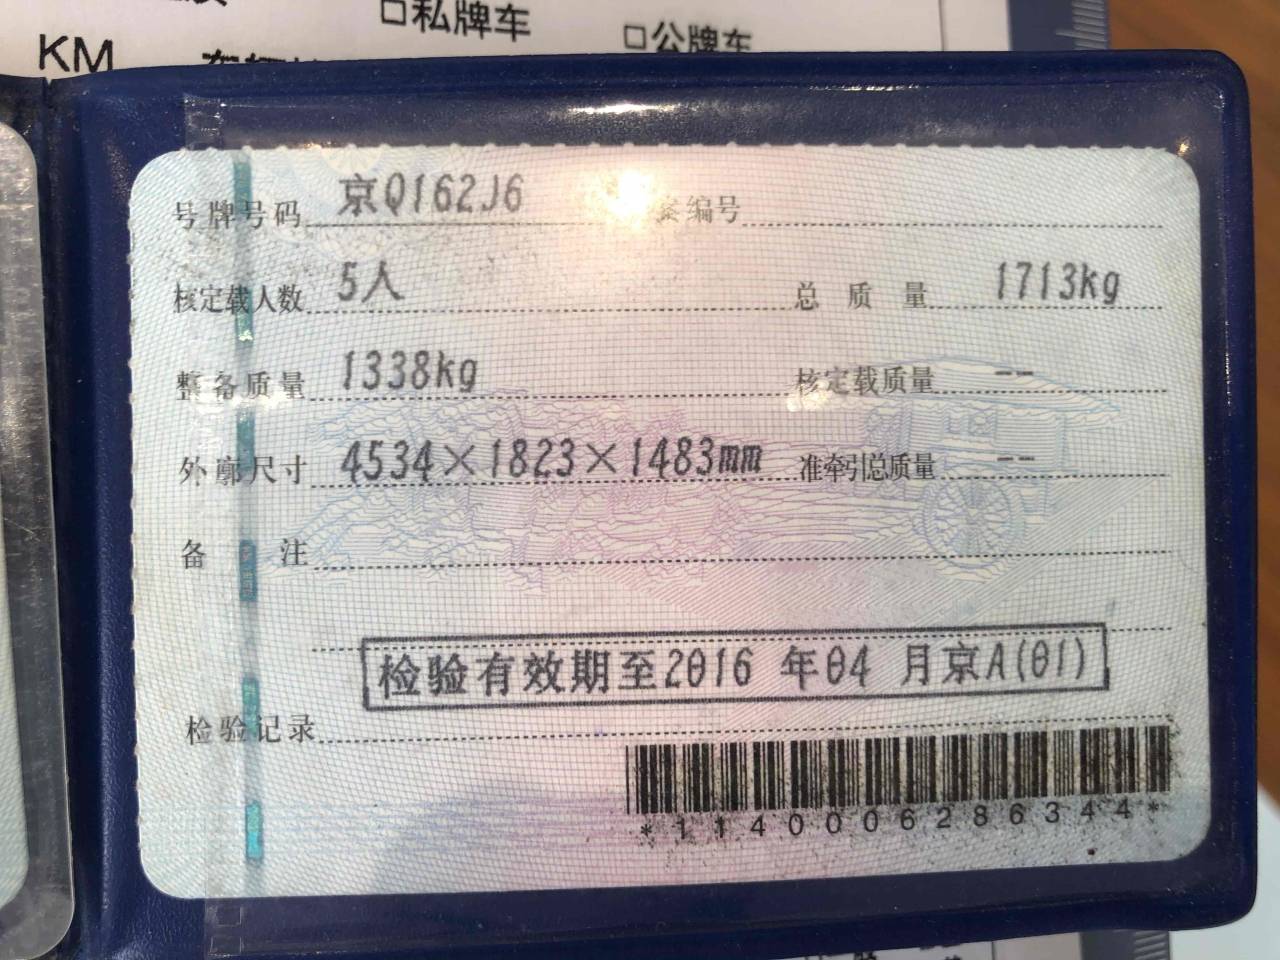 □私牌车
KM
□公牌车
号牌号码 京Q162J6 编号
核定载人数 5人 总质量 1713kg
整备质量 1338kg 核定载质量 --
外廓尺寸 4534×1823×1483mm 准牵引总质量 --
备注
检验有效期至2016年04月京A(01)
检验记录
*1140006286344*